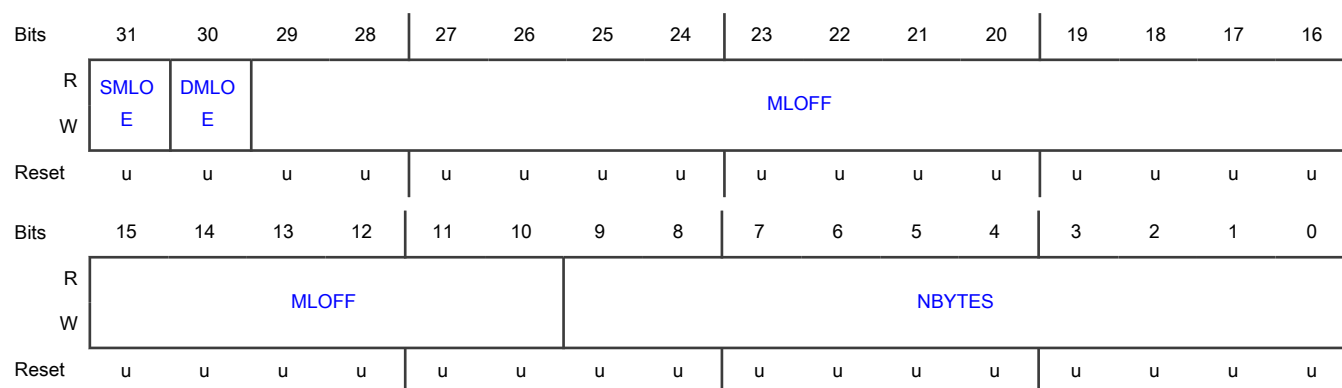 Bits 31 30 29 28 27 26 25 24 23 22 21 20 19 18 17 16
R SMLO DMLO MLOFF
W E E
Reset u u u u u u u u u u u u u u u u
Bits 15 14 13 12 11 10 9 8 7 6 5 4 3 2 1 0
R MLOFF NBYTES
W
Reset u u u u u u u u u u u u u u u u